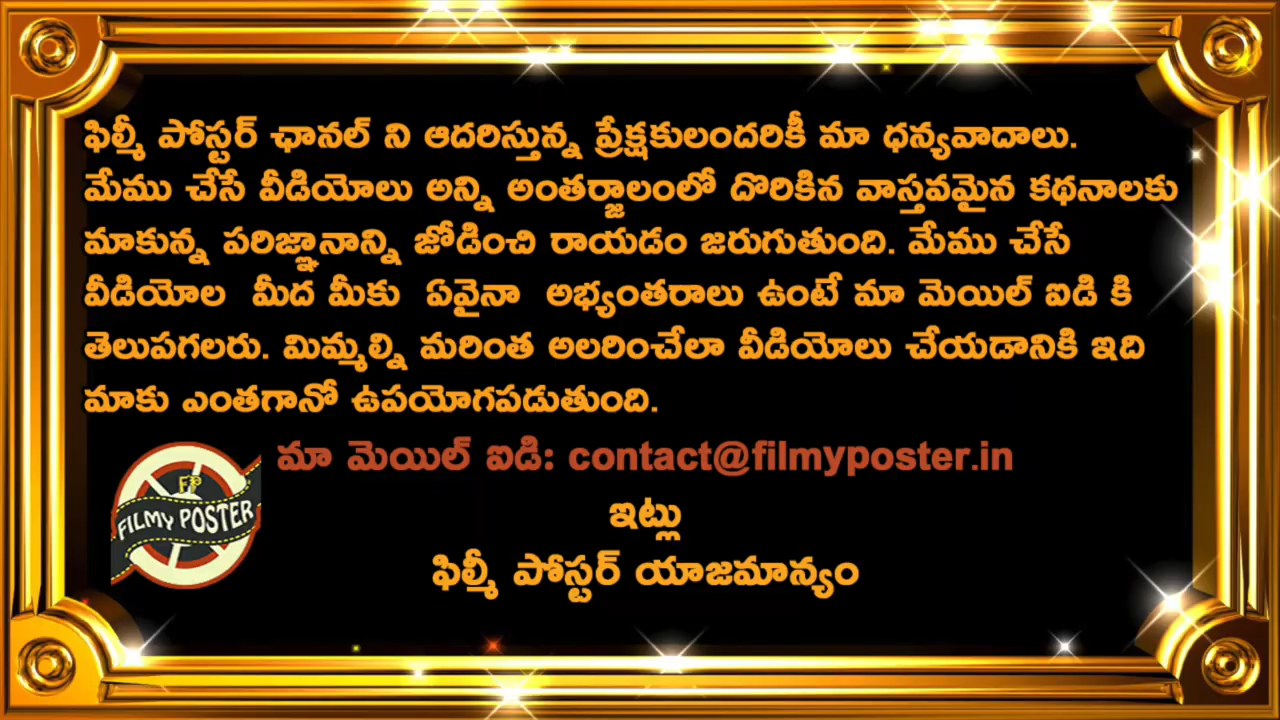 ఫిల్మీ పోస్టర్ ఛానల్ ని ఆదరిస్తున్న ప్రేక్షకులందరికీ మా ధన్యవాదాలు.
మేము చేసే వీడియోలు అన్ని అంతర్జాలంలో దొరికిన వాస్తవమైన కథనాలకు
మాకున్న పరిజ్ఞానాన్ని జోడించి రాయడం జరుగుతుంది. మేము చేసే
వీడియోల మీద మీకు ఏవైనా అభ్యంతరాలు ఉంటే మా మెయిల్ ఐడి కి
తెలుపగలరు. మిమ్మల్ని మరింత అలరించేలా వీడియోలు చేయడానికి ఇది
మాకు ఎంతగానో ఉపయోగపడుతుంది.
మా మెయిల్ ఐడి: contact@filmyposter.in
FP
FILMY POSTER
ఇట్లు
ఫిల్మీ పోస్టర్ యాజమాన్యం